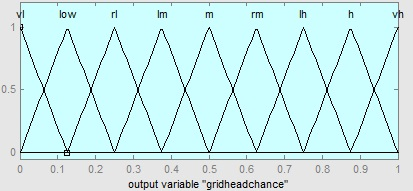 vl low rl lm m rm lh h vh
1
0.5
0
0 0.1 0.2 0.3 0.4 0.5 0.6 0.7 0.8 0.9 1
output variable "gridheadchance"